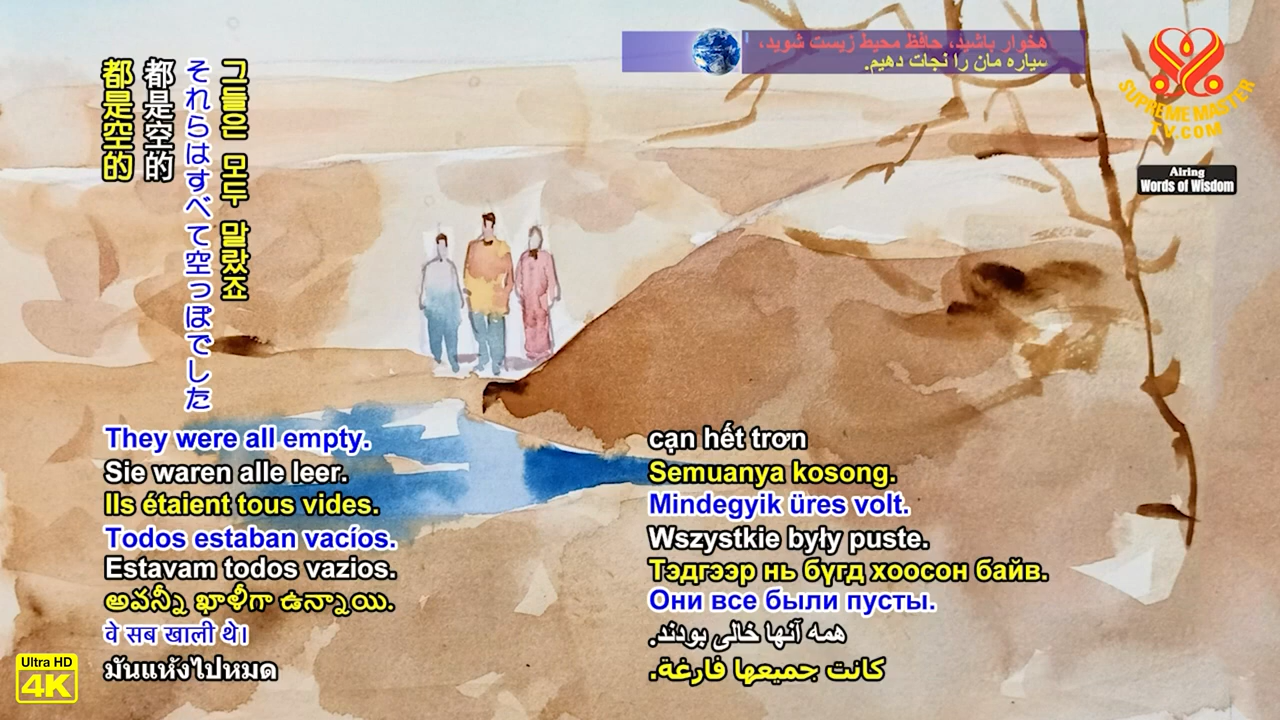 هخوار باشید، حافظ محیط زیست شوید،
سیاره مان را نجات دهیم.
SUPREME MASTER
TV.COM
Airing
Words of Wisdom
都是空的
都是空的
それらはすべて空っぽでした
그들은 모두 말랐죠
They were all empty.
Sie waren alle leer.
Ils étaient tous vides.
Todos estaban vacíos.
Estavam todos vazios.
అవన్నీ ఖాళీగా ఉన్నాయి.
वे सब खाली थे।
มันแห้งไปหมด
cạn hết trơn
Semuanya kosong.
Mindegyik üres volt.
Wszystkie były puste.
Тэдгээр нь бүгд хоосон байв.
Они все были пусты.
همه آنها خالی بودند.
كانت جميعها فارغة.
Ultra HD
4K